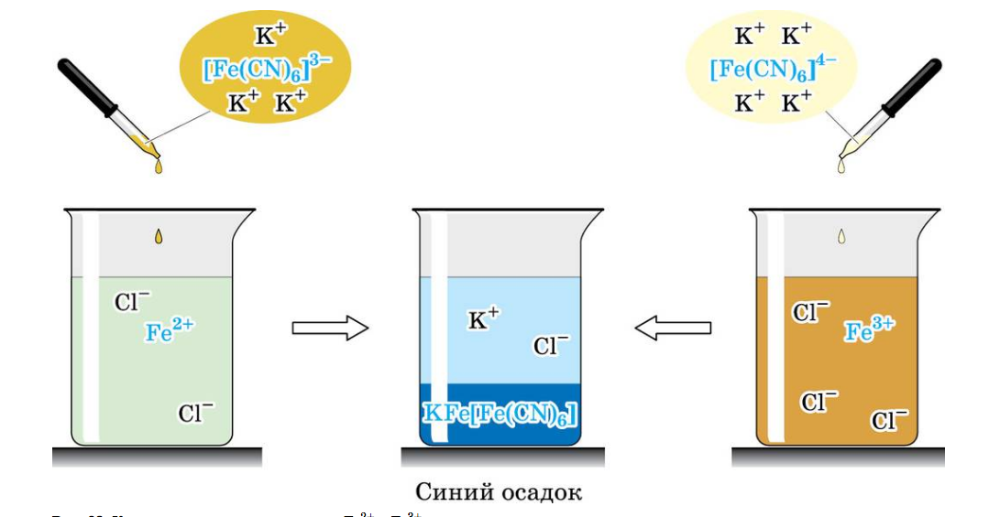 K⁺
[Fe(CN)₆]³⁻
K⁺ K⁺
K⁺ K⁺
[Fe(CN)₆]⁴⁻
K⁺ K⁺
Cl⁻
Fe²⁺
Cl⁻
K⁺
Cl⁻
KFe[Fe(CN)₆]
Cl⁻
Fe³⁺
Cl⁻
Cl⁻
Синий осадок